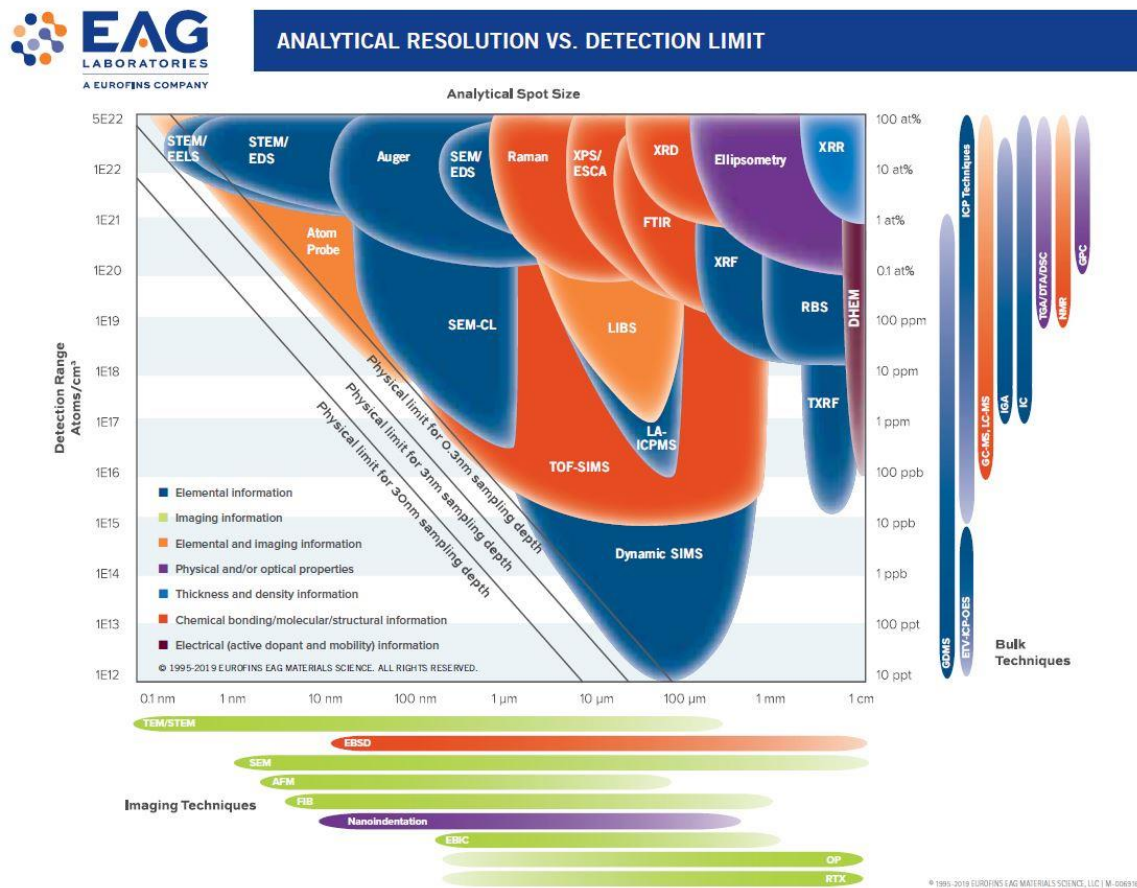 EAG
LABORATORIES
A EUROFINS COMPANY
ANALYTICAL RESOLUTION VS. DETECTION LIMIT
Analytical Spot Size
5E22
1E22
1E21
1E20
1E19
1E18
1E17
1E16
1E15
1E14
1E13
1E12
Detection Range
Atoms/cm³
100 at%
10 at%
1 at%
0.1 at%
100 ppm
10 ppm
1 ppm
100 ppb
10 ppb
1 ppb
100 ppt
10 ppt
STEM/
EELS
STEM/
EDS
Auger
SEM/
EDS
Raman
XPS/
ESCA
XRD
Ellipsometry
XRR
FTIR
Atom
Probe
XRF
RBS
DHEM
SEM-CL
LIBS
TXRF
LA-
ICPMS
TOF-SIMS
Dynamic SIMS
Physical limit for 0.3nm sampling depth
Physical limit for 3nm sampling depth
Physical limit for 30nm sampling depth
Elemental information
Imaging information
Elemental and imaging information
Physical and/or optical properties
Thickness and density information
Chemical bonding/molecular/structural information
Electrical (active dopant and mobility) information
© 1995-2019 EUROFINS EAG MATERIALS SCIENCE. ALL RIGHTS RESERVED.
0.1 nm
1 nm
10 nm
100 nm
1 µm
10 µm
100 µm
1 mm
1 cm
GDMS
ICP Techniques
ETV-ICP-OES
GC-MS, LC-MS
IGA
IC
TGA/DTA/DSC
NMR
GPC
Bulk
Techniques
Imaging Techniques
TEM/STEM
EBSD
SEM
AFM
FIB
Nanoindentation
EBIC
OP
RTX